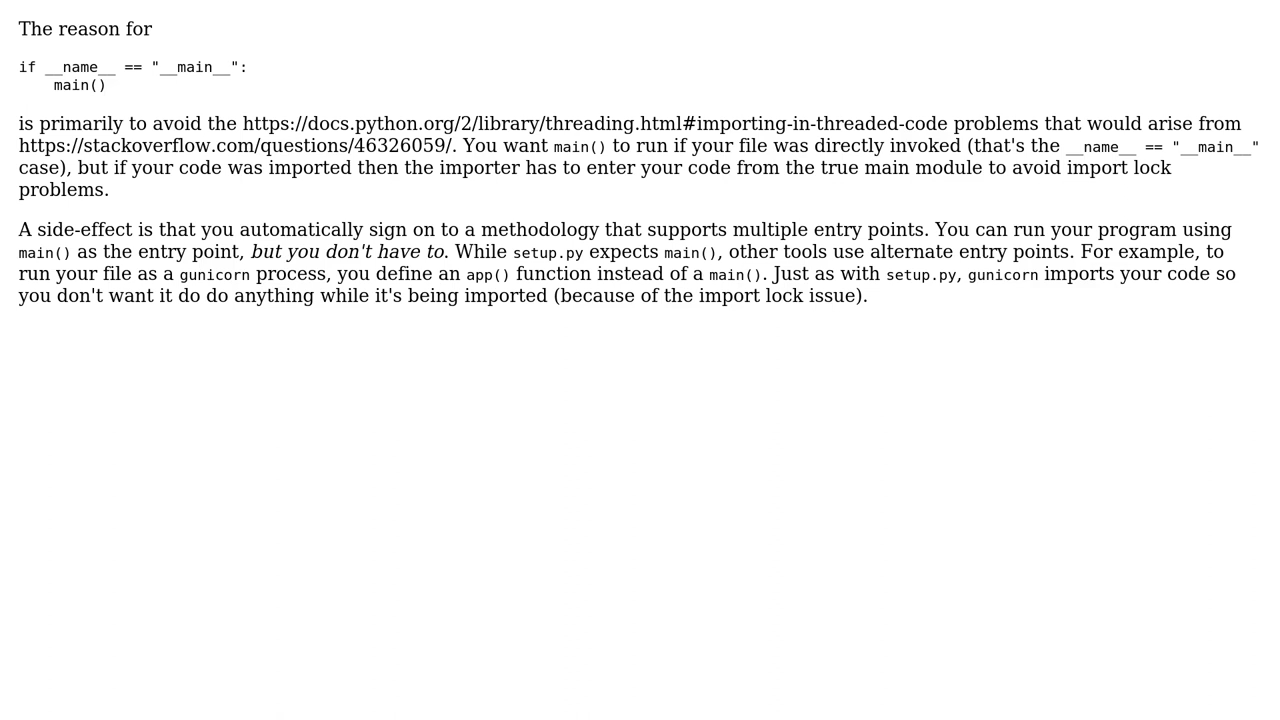 The reason for
if __name__ == "__main__":
    main()
is primarily to avoid the https://docs.python.org/2/library/threading.html#importing-in-threaded-code problems that would arise from
https://stackoverflow.com/questions/46326059/. You want main() to run if your file was directly invoked (that's the __name__ == "__main__"
case), but if your code was imported then the importer has to enter your code from the true main module to avoid import lock
problems.
A side-effect is that you automatically sign on to a methodology that supports multiple entry points. You can run your program using
main() as the entry point, but you don't have to. While setup.py expects main(), other tools use alternate entry points. For example, to
run your file as a gunicorn process, you define an app() function instead of a main(). Just as with setup.py, gunicorn imports your code so
you don't want it do do anything while it's being imported (because of the import lock issue).